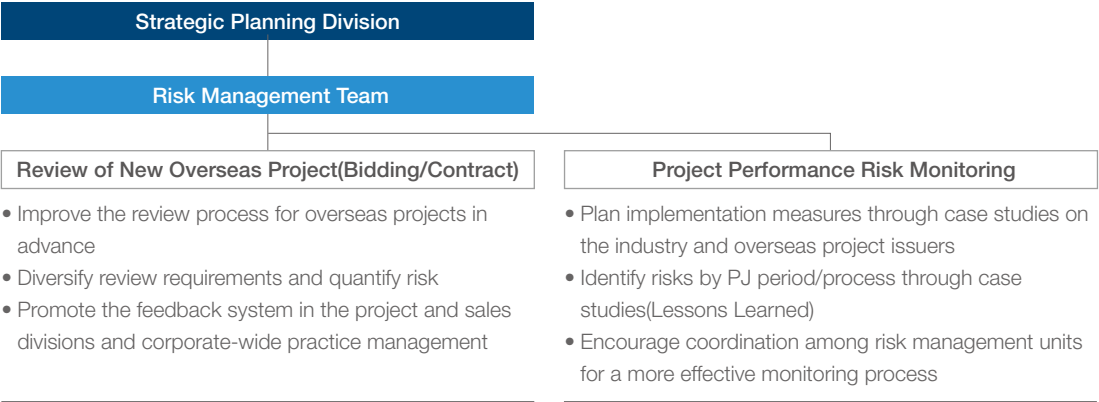 Strategic Planning Division
Risk Management Team
Review of New Overseas Project(Bidding/Contract)
• Improve the review process for overseas projects in
advance
• Diversify review requirements and quantify risk
• Promote the feedback system in the project and sales
divisions and corporate-wide practice management
Project Performance Risk Monitoring
• Plan implementation measures through case studies on
the industry and overseas project issuers
• Identify risks by PJ period/process through case
studies(Lessons Learned)
• Encourage coordination among risk management units
for a more effective monitoring process